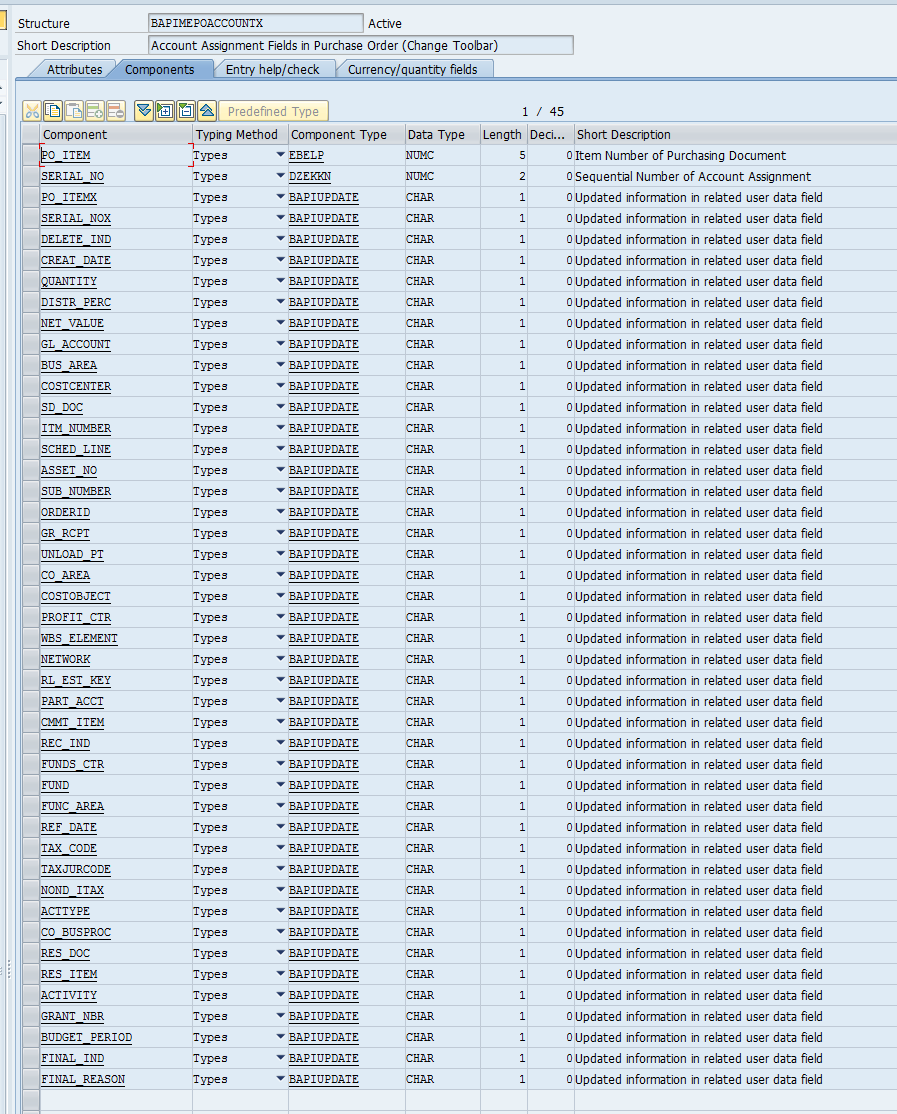 Structure BAPIMEPOACCOUNTX Active
Short Description Account Assignment Fields in Purchase Order (Change Toolbar)
Attributes Components Entry help/check Currency/quantity fields
Predefined Type 1 / 45
Component Typing Method Component Type Data Type Length Deci... Short Description
PO_ITEM Types EBELP NUMC 5 0 Item Number of Purchasing Document
SERIAL_NO Types DZEKKN NUMC 2 0 Sequential Number of Account Assignment
PO_ITEMX Types BAPIUPDATE CHAR 1 0 Updated information in related user data field
SERIAL_NOX Types BAPIUPDATE CHAR 1 0 Updated information in related user data field
DELETE_IND Types BAPIUPDATE CHAR 1 0 Updated information in related user data field
CREAT_DATE Types BAPIUPDATE CHAR 1 0 Updated information in related user data field
QUANTITY Types BAPIUPDATE CHAR 1 0 Updated information in related user data field
DISTR_PERC Types BAPIUPDATE CHAR 1 0 Updated information in related user data field
NET_VALUE Types BAPIUPDATE CHAR 1 0 Updated information in related user data field
GL_ACCOUNT Types BAPIUPDATE CHAR 1 0 Updated information in related user data field
BUS_AREA Types BAPIUPDATE CHAR 1 0 Updated information in related user data field
COSTCENTER Types BAPIUPDATE CHAR 1 0 Updated information in related user data field
SD_DOC Types BAPIUPDATE CHAR 1 0 Updated information in related user data field
ITM_NUMBER Types BAPIUPDATE CHAR 1 0 Updated information in related user data field
SCHED_LINE Types BAPIUPDATE CHAR 1 0 Updated information in related user data field
ASSET_NO Types BAPIUPDATE CHAR 1 0 Updated information in related user data field
SUB_NUMBER Types BAPIUPDATE CHAR 1 0 Updated information in related user data field
ORDERID Types BAPIUPDATE CHAR 1 0 Updated information in related user data field
GR_RCPT Types BAPIUPDATE CHAR 1 0 Updated information in related user data field
UNLOAD_PT Types BAPIUPDATE CHAR 1 0 Updated information in related user data field
CO_AREA Types BAPIUPDATE CHAR 1 0 Updated information in related user data field
COSTOBJECT Types BAPIUPDATE CHAR 1 0 Updated information in related user data field
PROFIT_CTR Types BAPIUPDATE CHAR 1 0 Updated information in related user data field
WBS_ELEMENT Types BAPIUPDATE CHAR 1 0 Updated information in related user data field
NETWORK Types BAPIUPDATE CHAR 1 0 Updated information in related user data field
RL_EST_KEY Types BAPIUPDATE CHAR 1 0 Updated information in related user data field
PART_ACCT Types BAPIUPDATE CHAR 1 0 Updated information in related user data field
CMMT_ITEM Types BAPIUPDATE CHAR 1 0 Updated information in related user data field
REC_IND Types BAPIUPDATE CHAR 1 0 Updated information in related user data field
FUNDS_CTR Types BAPIUPDATE CHAR 1 0 Updated information in related user data field
FUND Types BAPIUPDATE CHAR 1 0 Updated information in related user data field
FUNC_AREA Types BAPIUPDATE CHAR 1 0 Updated information in related user data field
REF_DATE Types BAPIUPDATE CHAR 1 0 Updated information in related user data field
TAX_CODE Types BAPIUPDATE CHAR 1 0 Updated information in related user data field
TAXJURCODE Types BAPIUPDATE CHAR 1 0 Updated information in related user data field
NOND_ITAX Types BAPIUPDATE CHAR 1 0 Updated information in related user data field
ACTTYPE Types BAPIUPDATE CHAR 1 0 Updated information in related user data field
CO_BUSPROC Types BAPIUPDATE CHAR 1 0 Updated information in related user data field
RES_DOC Types BAPIUPDATE CHAR 1 0 Updated information in related user data field
RES_ITEM Types BAPIUPDATE CHAR 1 0 Updated information in related user data field
ACTIVITY Types BAPIUPDATE CHAR 1 0 Updated information in related user data field
GRANT_NBR Types BAPIUPDATE CHAR 1 0 Updated information in related user data field
BUDGET_PERIOD Types BAPIUPDATE CHAR 1 0 Updated information in related user data field
FINAL_IND Types BAPIUPDATE CHAR 1 0 Updated information in related user data field
FINAL_REASON Types BAPIUPDATE CHAR 1 0 Updated information in related user data field